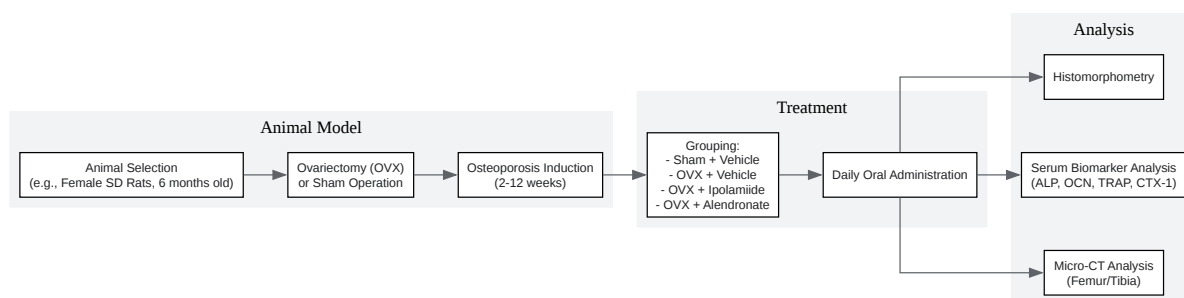 Analysis
Histomorphometry
Treatment
Animal Model
Grouping:
- Sham + Vehicle
- OVX + Vehicle
- OVX + Ipolamiide
- OVX + Alendronate
Animal Selection
(e.g., Female SD Rats, 6 months old)
Ovariectomy (OVX)
or Sham Operation
Osteoporosis Induction
(2-12 weeks)
Daily Oral Administration
Serum Biomarker Analysis
(ALP, OCN, TRAP, CTX-1)
Micro-CT Analysis
(Femur/Tibia)